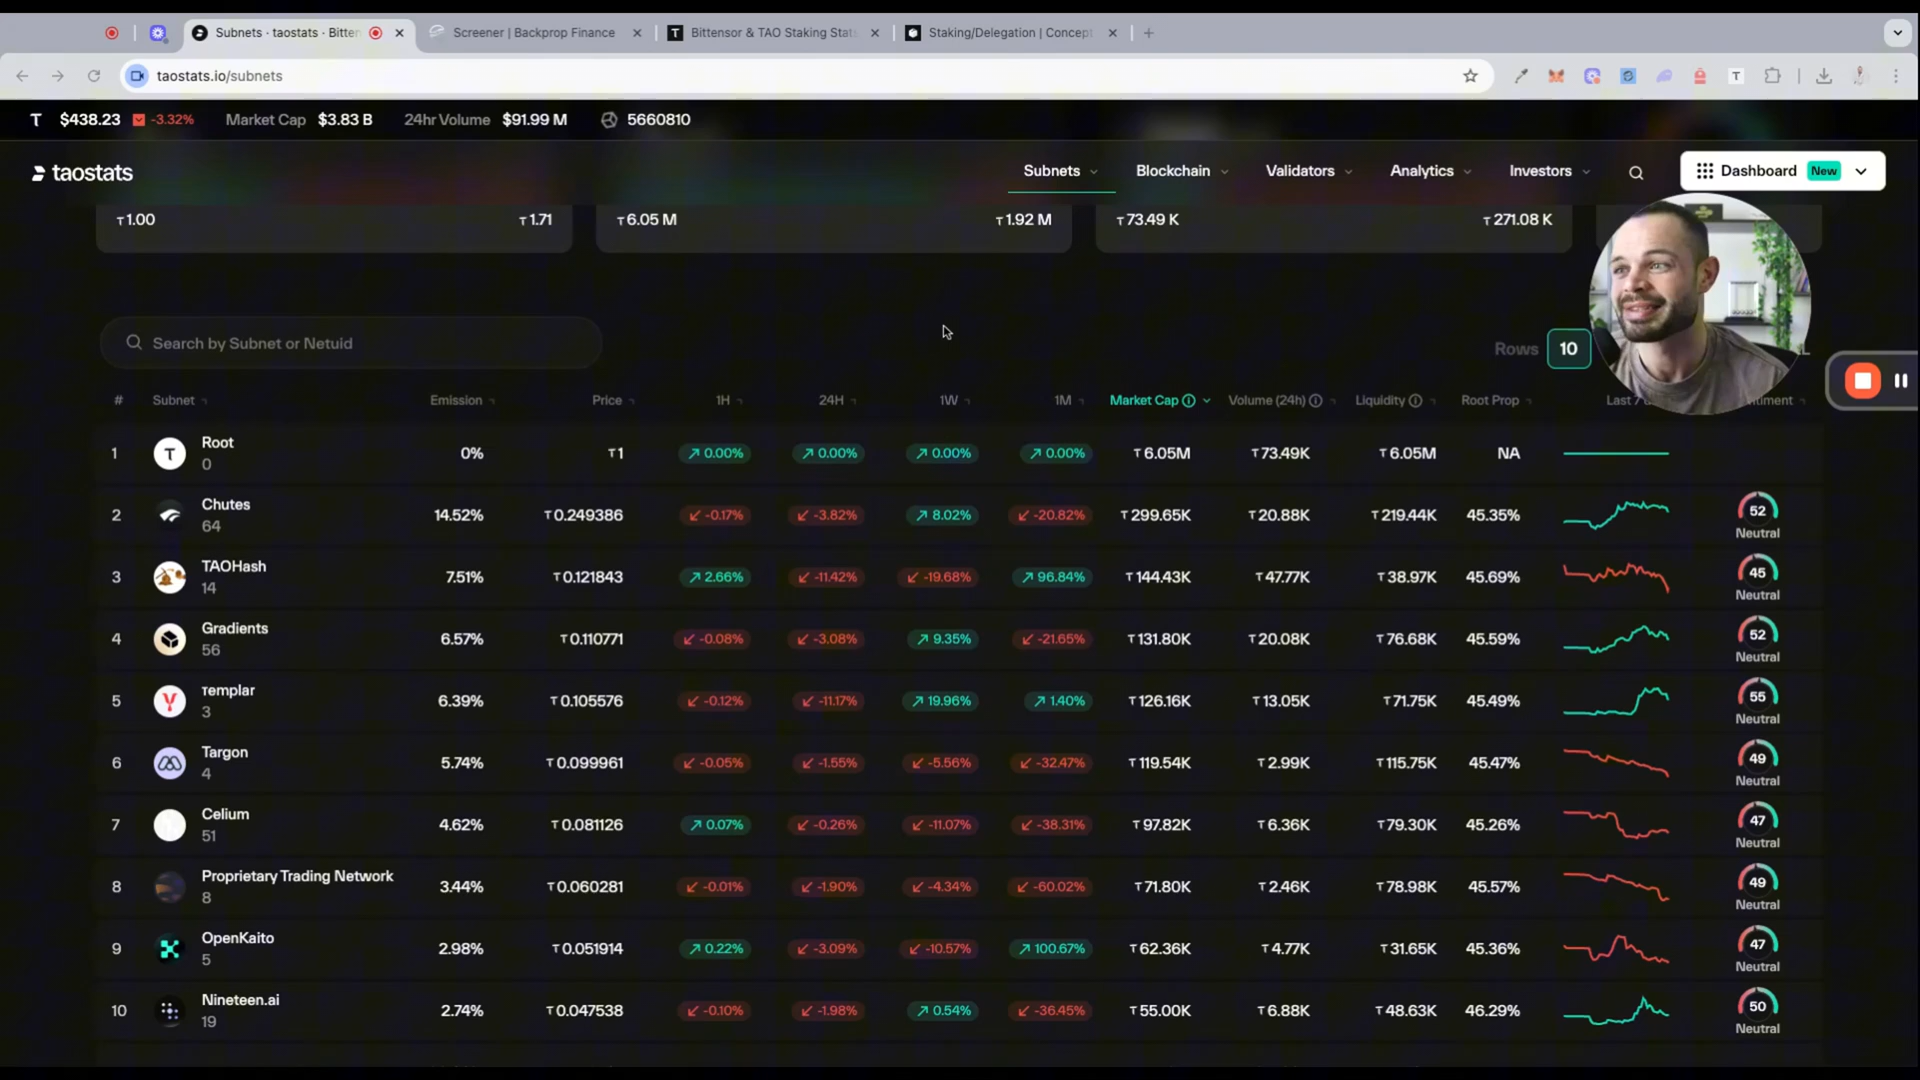 Subnets · taostats · Bitten
Screener | Backprop Finance
Bittensor & TAO Staking Stats
Staking/Delegation | Concept
taostats.io/subnets
$438.23 -3.32% Market Cap $3.83 B 24hr Volume $91.99 M 5660810
taostats
Subnets Blockchain Validators Analytics Investors Dashboard New
τ1.00 τ1.71 τ6.05 M τ1.92 M τ73.49 K τ271.08 K
Search by Subnet or Netuid
Rows 10
# Subnet Emission Price 1H 24H 1W 1M Market Cap Volume (24h) Liquidity Root Prop Last 7
1 Root 0% τ1 0.00% 0.00% 0.00% 0.00% τ6.05M τ73.49K τ6.05M NA
0
2 Chutes 14.52% τ0.249386 -0.17% -3.82% 8.02% -20.82% τ299.65K τ20.88K τ219.44K 45.35% 52
64 Neutral
3 TAOHash 7.51% τ0.121843 2.66% -11.42% -19.68% 96.84% τ144.43K τ47.77K τ38.97K 45.69% 45
14 Neutral
4 Gradients 6.57% τ0.110771 -0.08% -3.08% 9.35% -21.65% τ131.80K τ20.08K τ76.68K 45.59% 52
56 Neutral
5 τemplar 6.39% τ0.105576 -0.12% -11.17% 19.96% 1.40% τ126.16K τ13.05K τ71.75K 45.49% 55
3 Neutral
6 Targon 5.74% τ0.099961 -0.05% -1.55% -5.56% -32.47% τ119.54K τ2.99K τ115.75K 45.47% 49
4 Neutral
7 Celium 4.62% τ0.081126 0.07% -0.26% -11.07% -38.31% τ97.82K τ6.36K τ79.30K 45.26% 47
51 Neutral
8 Proprietary Trading Network 3.44% τ0.060281 -0.01% -1.90% -4.34% -60.02% τ71.80K τ2.46K τ78.98K 45.57% 49
8 Neutral
9 OpenKaito 2.98% τ0.051914 0.22% -3.09% -10.57% 100.67% τ62.36K τ4.77K τ31.65K 45.36% 47
5 Neutral
10 Nineteen.ai 2.74% τ0.047538 -0.10% -1.98% 0.54% -36.45% τ55.00K τ6.88K τ48.63K 46.29% 50
19 Neutral